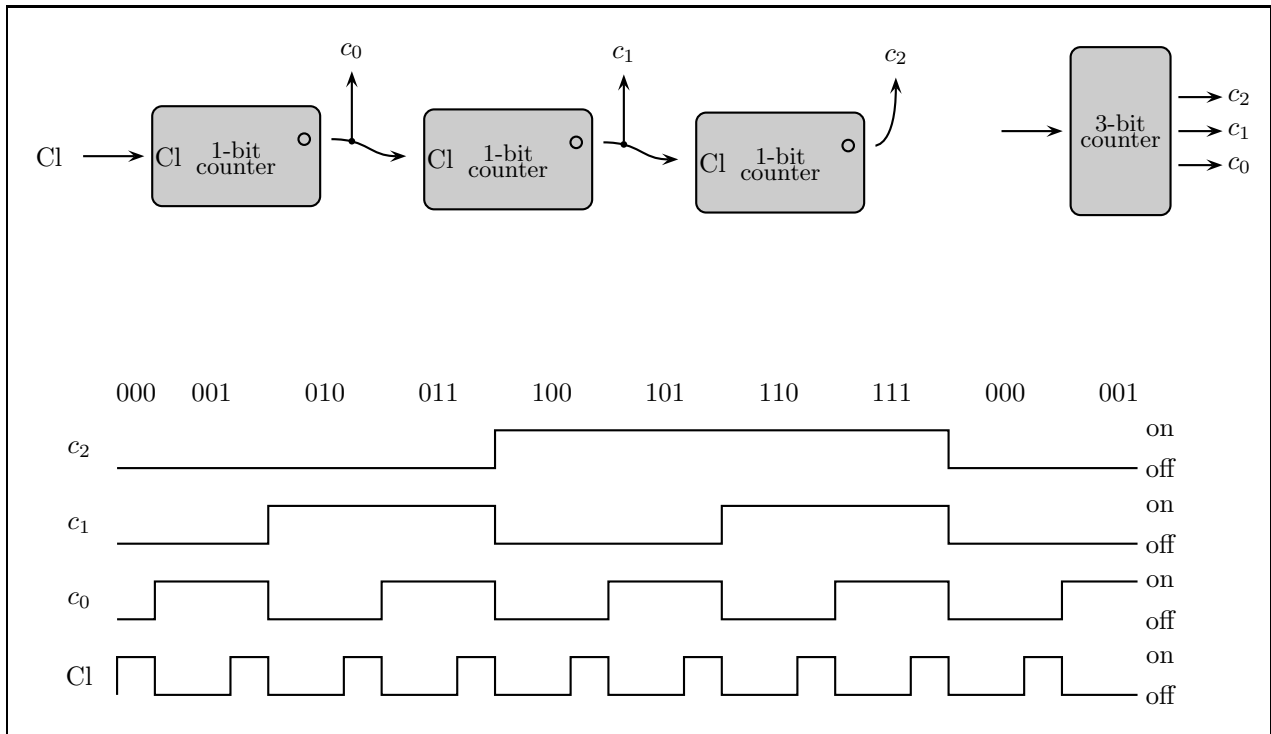 c0
c1
c2
Cl
Cl 1-bit counter
Cl 1-bit counter
Cl 1-bit counter
3-bit counter
c2
c1
c0
000 001 010 011 100 101 110 111 000 001
c2
on
off
c1
on
off
c0
on
off
Cl
on
off